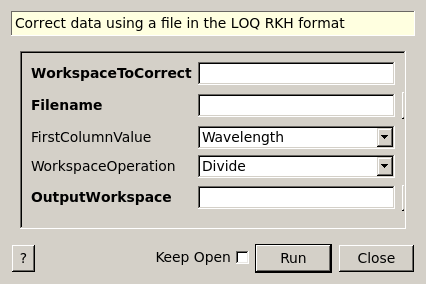 Correct data using a file in the LOQ RKH format
WorkspaceToCorrect
Filename
FirstColumnValue Wavelength
WorkspaceOperation Divide
OutputWorkspace
? Keep Open Run Close